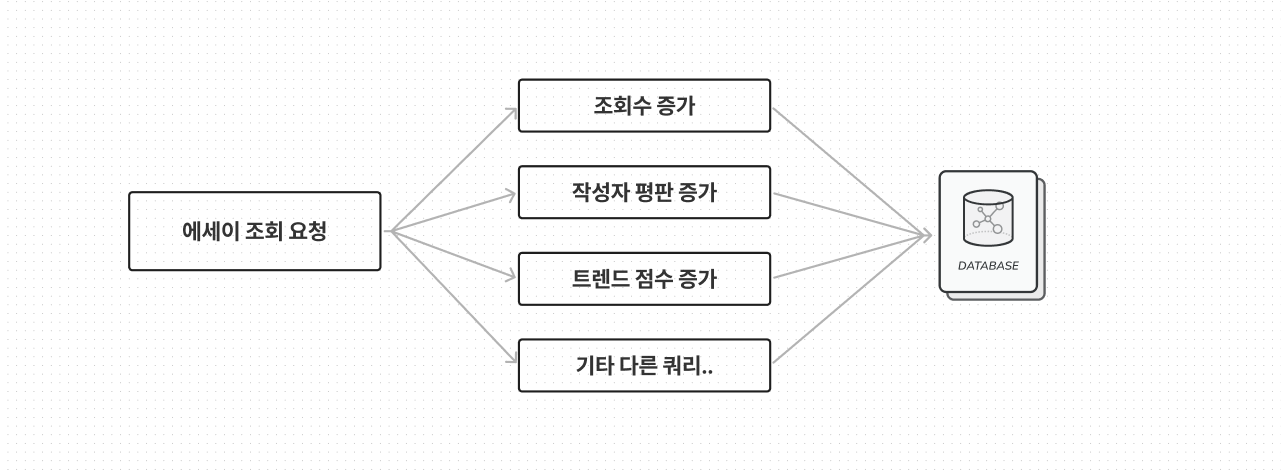 에세이 조회 요청
조회수 증가
작성자 평판 증가
트렌드 점수 증가
기타 다른 쿼리..
DATABASE